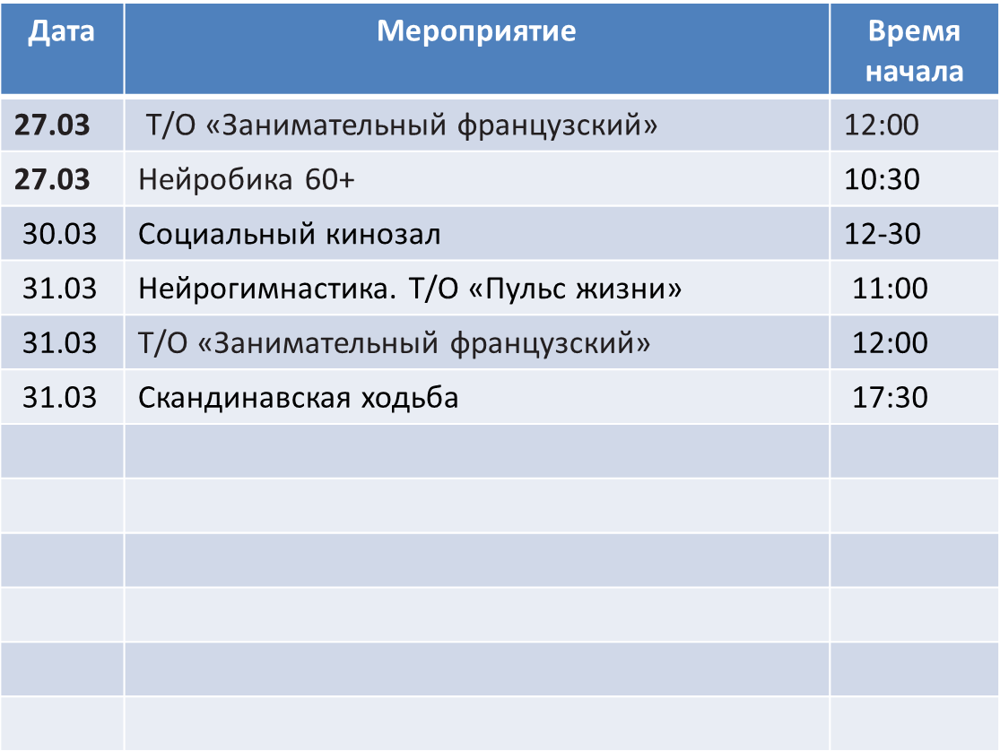 Дата Мероприятие Время начала
27.03 Т/О «Занимательный французский» 12:00
27.03 Нейробика 60+ 10:30
30.03 Социальный кинозал 12-30
31.03 Нейрогимнастика. Т/О «Пульс жизни» 11:00
31.03 Т/О «Занимательный французский» 12:00
31.03 Скандинавская ходьба 17:30